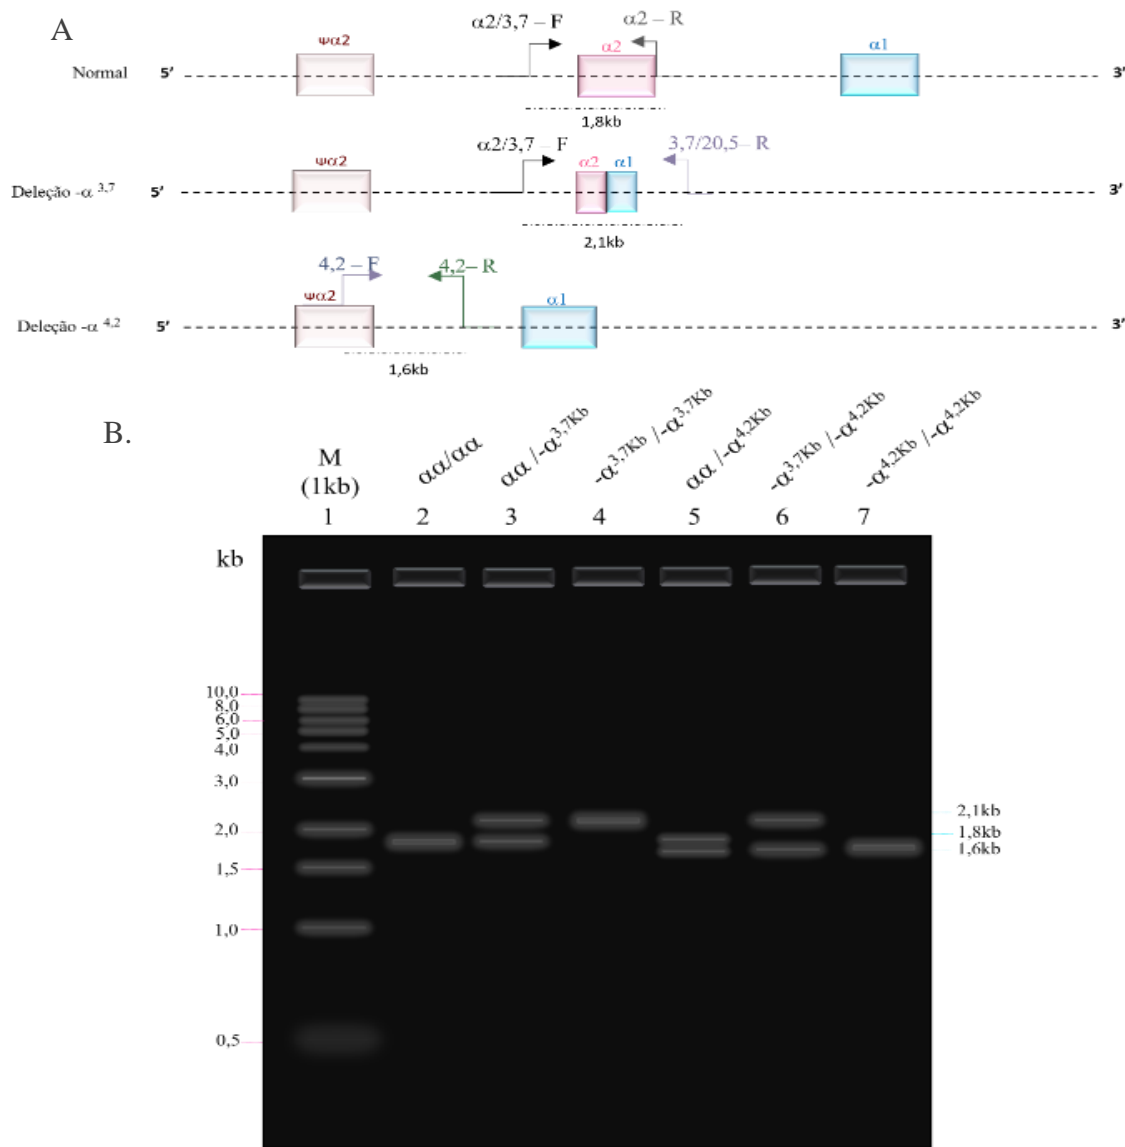 A
α2/3,7 – F
α2 – R
Ψα2
α2
α1
Normal
5’
3’
1,8kb
α2/3,7 – F
3,7/20,5– R
Ψα2
α2
α1
Deleção -α ³,⁷
5’
3’
2,1kb
4,2 – F
4,2– R
Ψα2
α1
Deleção -α ⁴,²
5’
3’
1,6kb
B.
M
(1kb)
αα/αα
αα /-α³,⁷ᴷᵇ
-α³,⁷ᴷᵇ /-α³,⁷ᴷᵇ
αα /-α⁴,²ᴷᵇ
-α³,⁷ᴷᵇ /-α⁴,²ᴷᵇ
-α⁴,²ᴷᵇ /-α⁴,²ᴷᵇ
1 2 3 4 5 6 7
kb
10,0
8,0
6,0
5,0
4,0
3,0
2,0
1,5
1,0
0,5
2,1kb
1,8kb
1,6kb